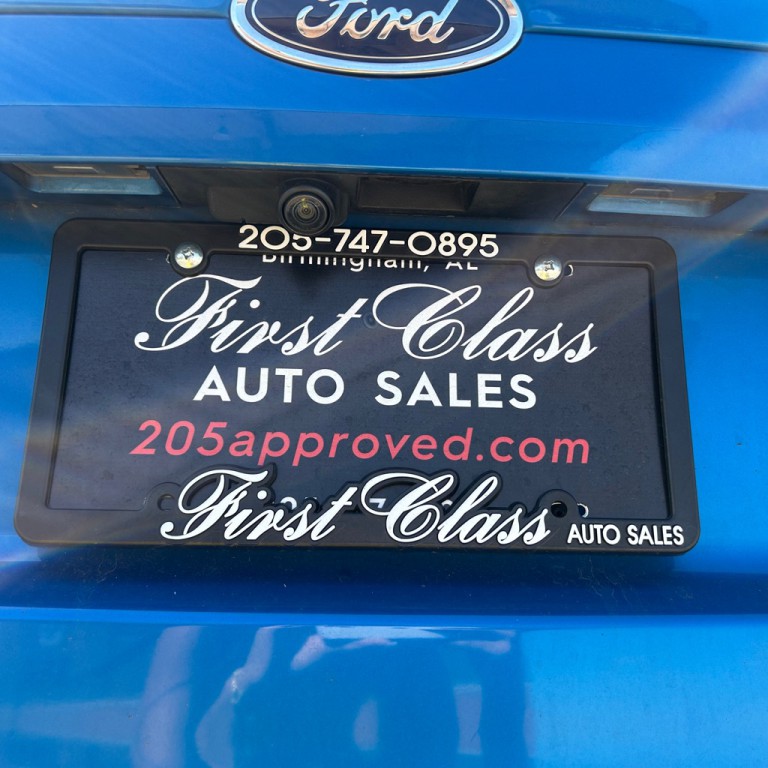 Ford
205-747-0895
Birmingham, AL
First Class
AUTO SALES
205approved.com
First Class AUTO SALES